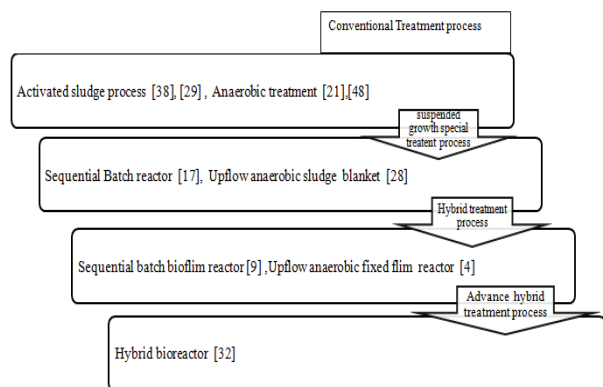 Conventional Treatment process
Activated sludge process [38], [29] , Anaerobic treatment [21],[48]
suspended
growth special
treatent process
Sequential Batch reactor [17], Upflow anaerobic sludge blanket [28]
Hybrid treatment
process
Sequential batch bioflim reactor [9] ,Upflow anaerobic fixed flim reactor [4]
Advance hybrid
treatment process
Hybrid bioreactor [32]